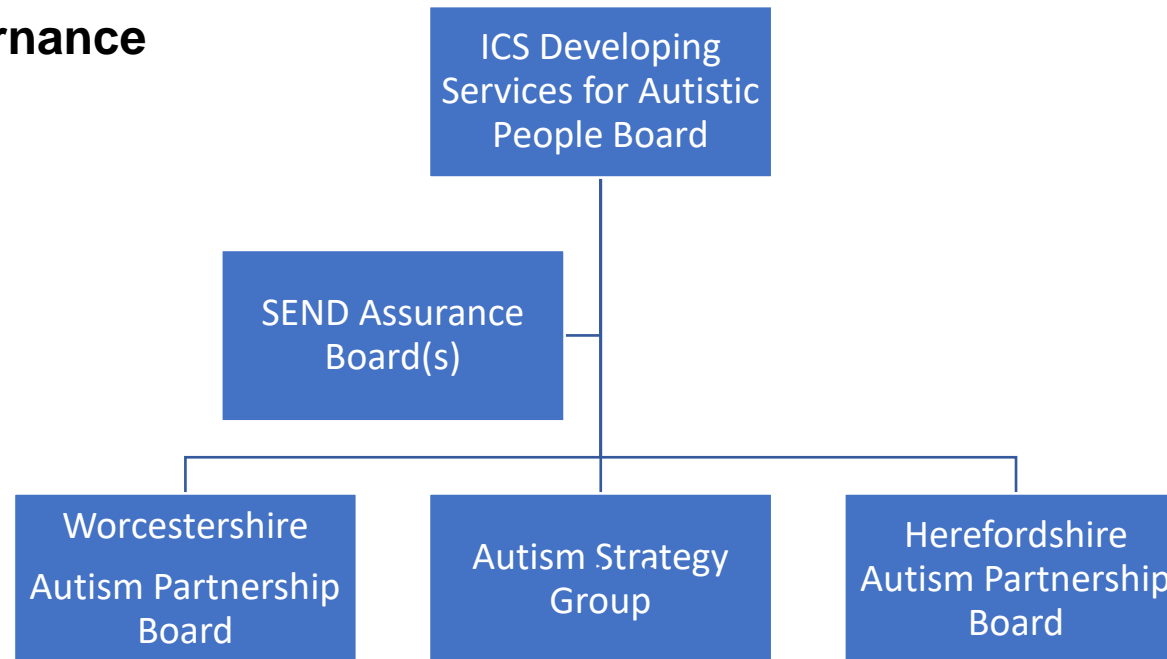 rnance
ICS Developing
Services for Autistic
People Board
SEND Assurance
Board(s)
Worcestershire
Autism Partnership
Board
Autism Strategy
Group
Herefordshire
Autism Partnership
Board